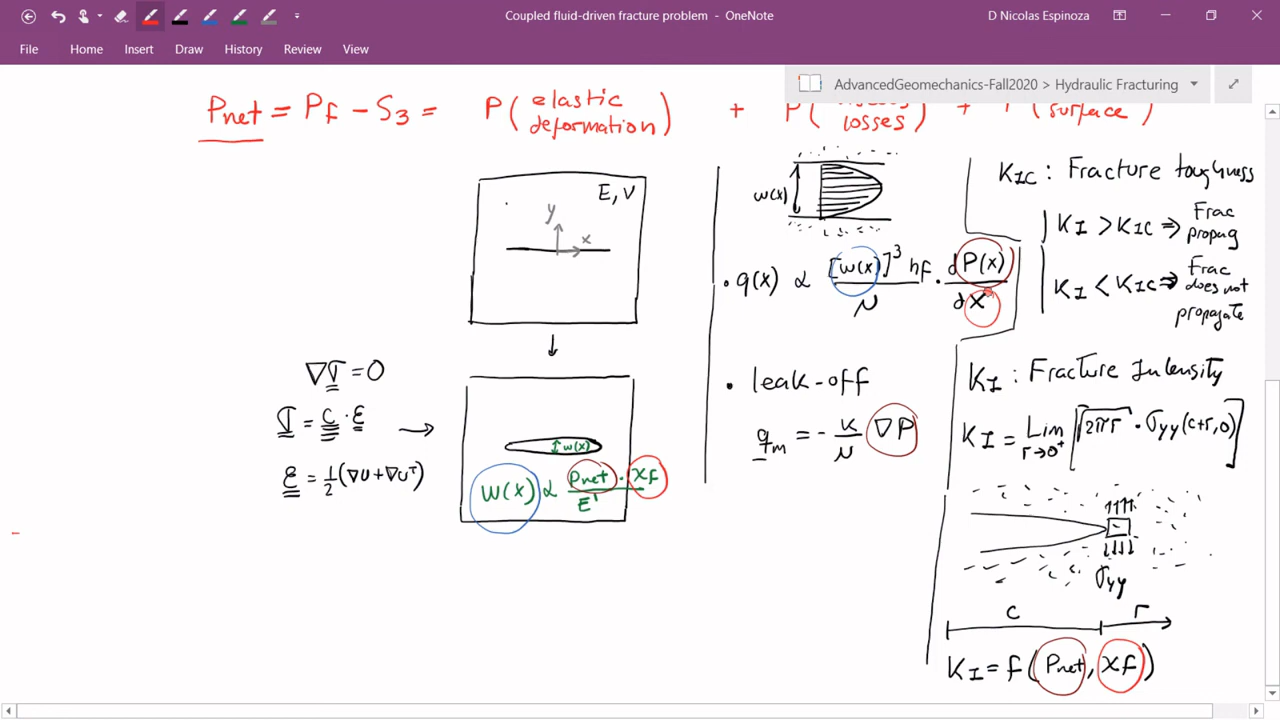 Coupled fluid-driven fracture problem - OneNote
D Nicolas Espinoza
File Home Insert Draw History Review View
AdvancedGeomechanics-Fall2020 > Hydraulic Fracturing
Pnet = Pf - S3 = P( elastic deformation ) + P( losses ) + (surface)
E, ν
y
x
∇σ = 0
σ = C · ε
ε = 1/2 (∇u + ∇uᵀ)
w(x)
W(x) ∝ Pnet · xf / E'
w(x)
• q(x) ∝ [w(x)]³ hf / μ · dP(x) / dx
• leak-off
qm = - κ/μ ∇P
KIC : Fracture toughness
KI > KIC ⇒ Frac propag
KI < KIC ⇒ Frac does not propagate
KI : Fracture Intensity
KI = Lim r→0⁺ [√2πr · σyy(c+r,0)]
σyy
c
r
KI = f (Pnet, xf)